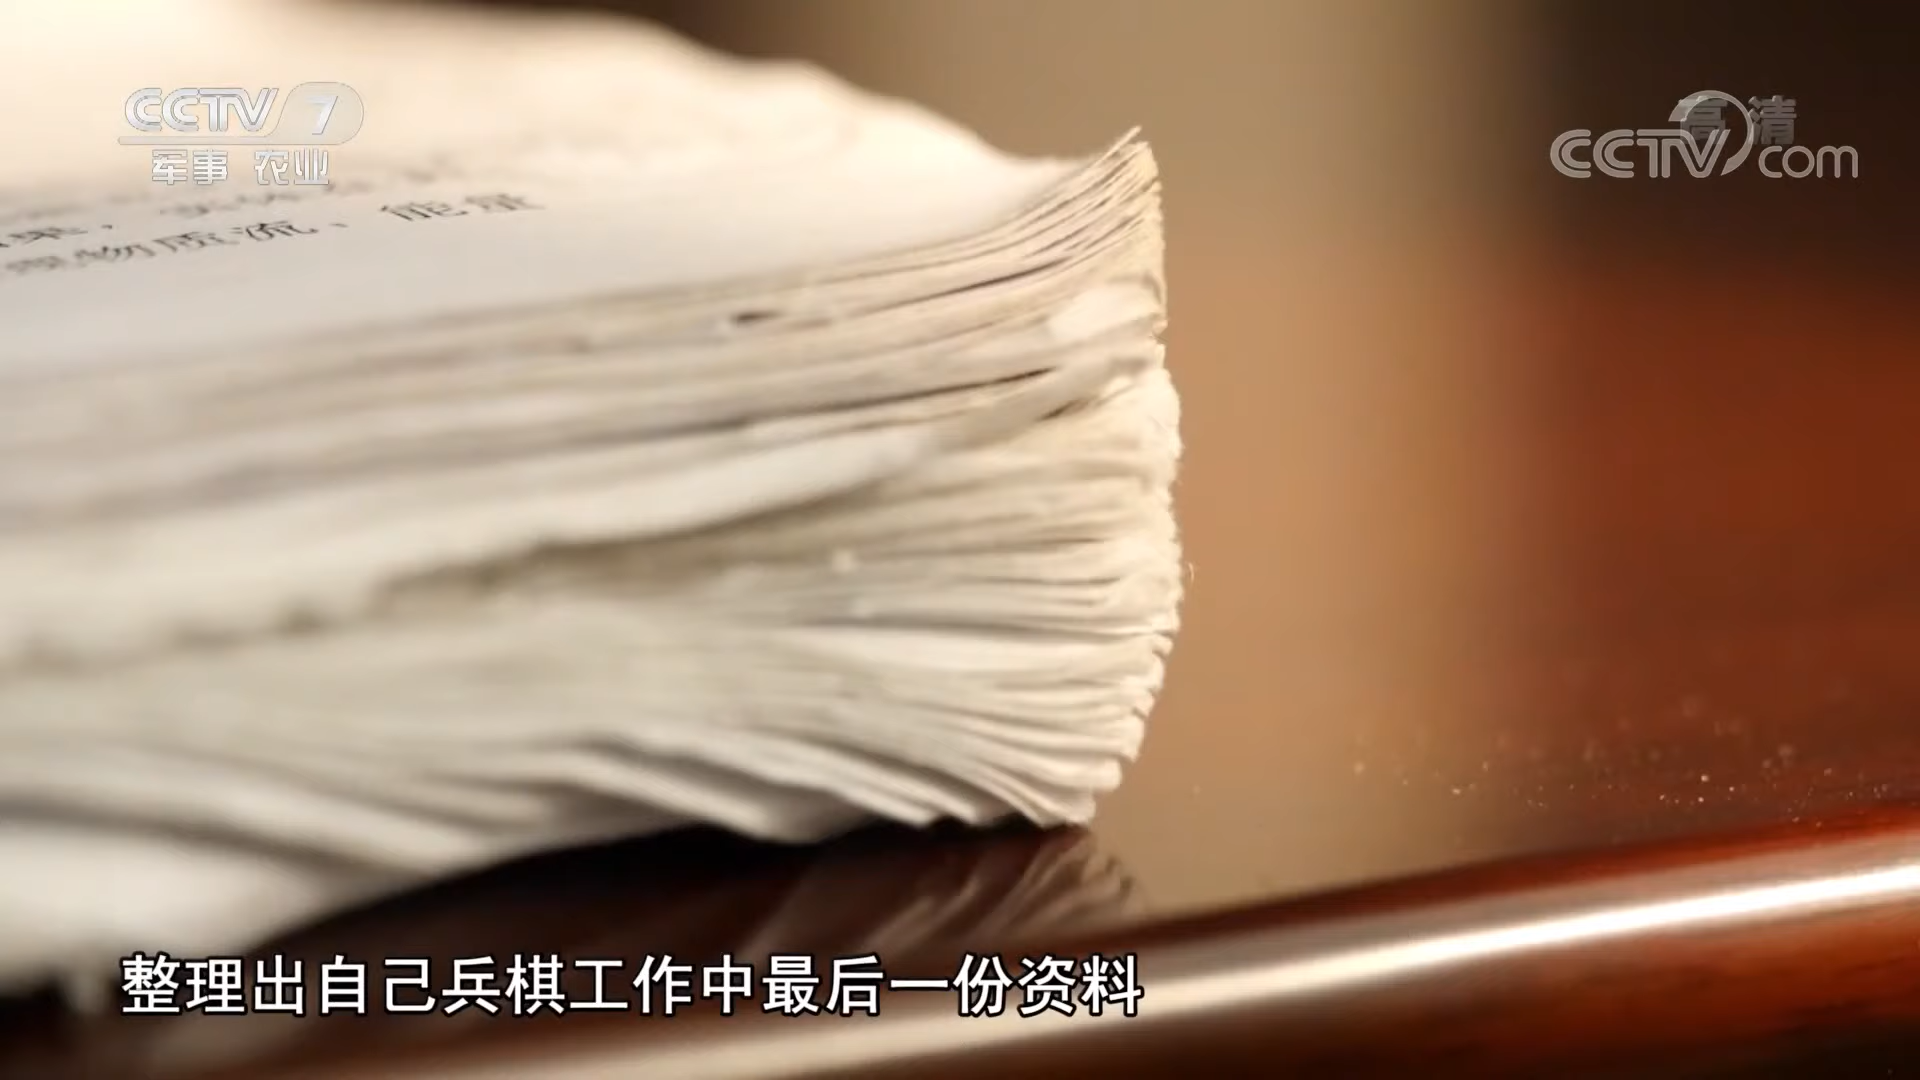 CCTV 7
军事 农业
高清
CCTV.com
物质流、能量
整理出自己兵棋工作中最后一份资料